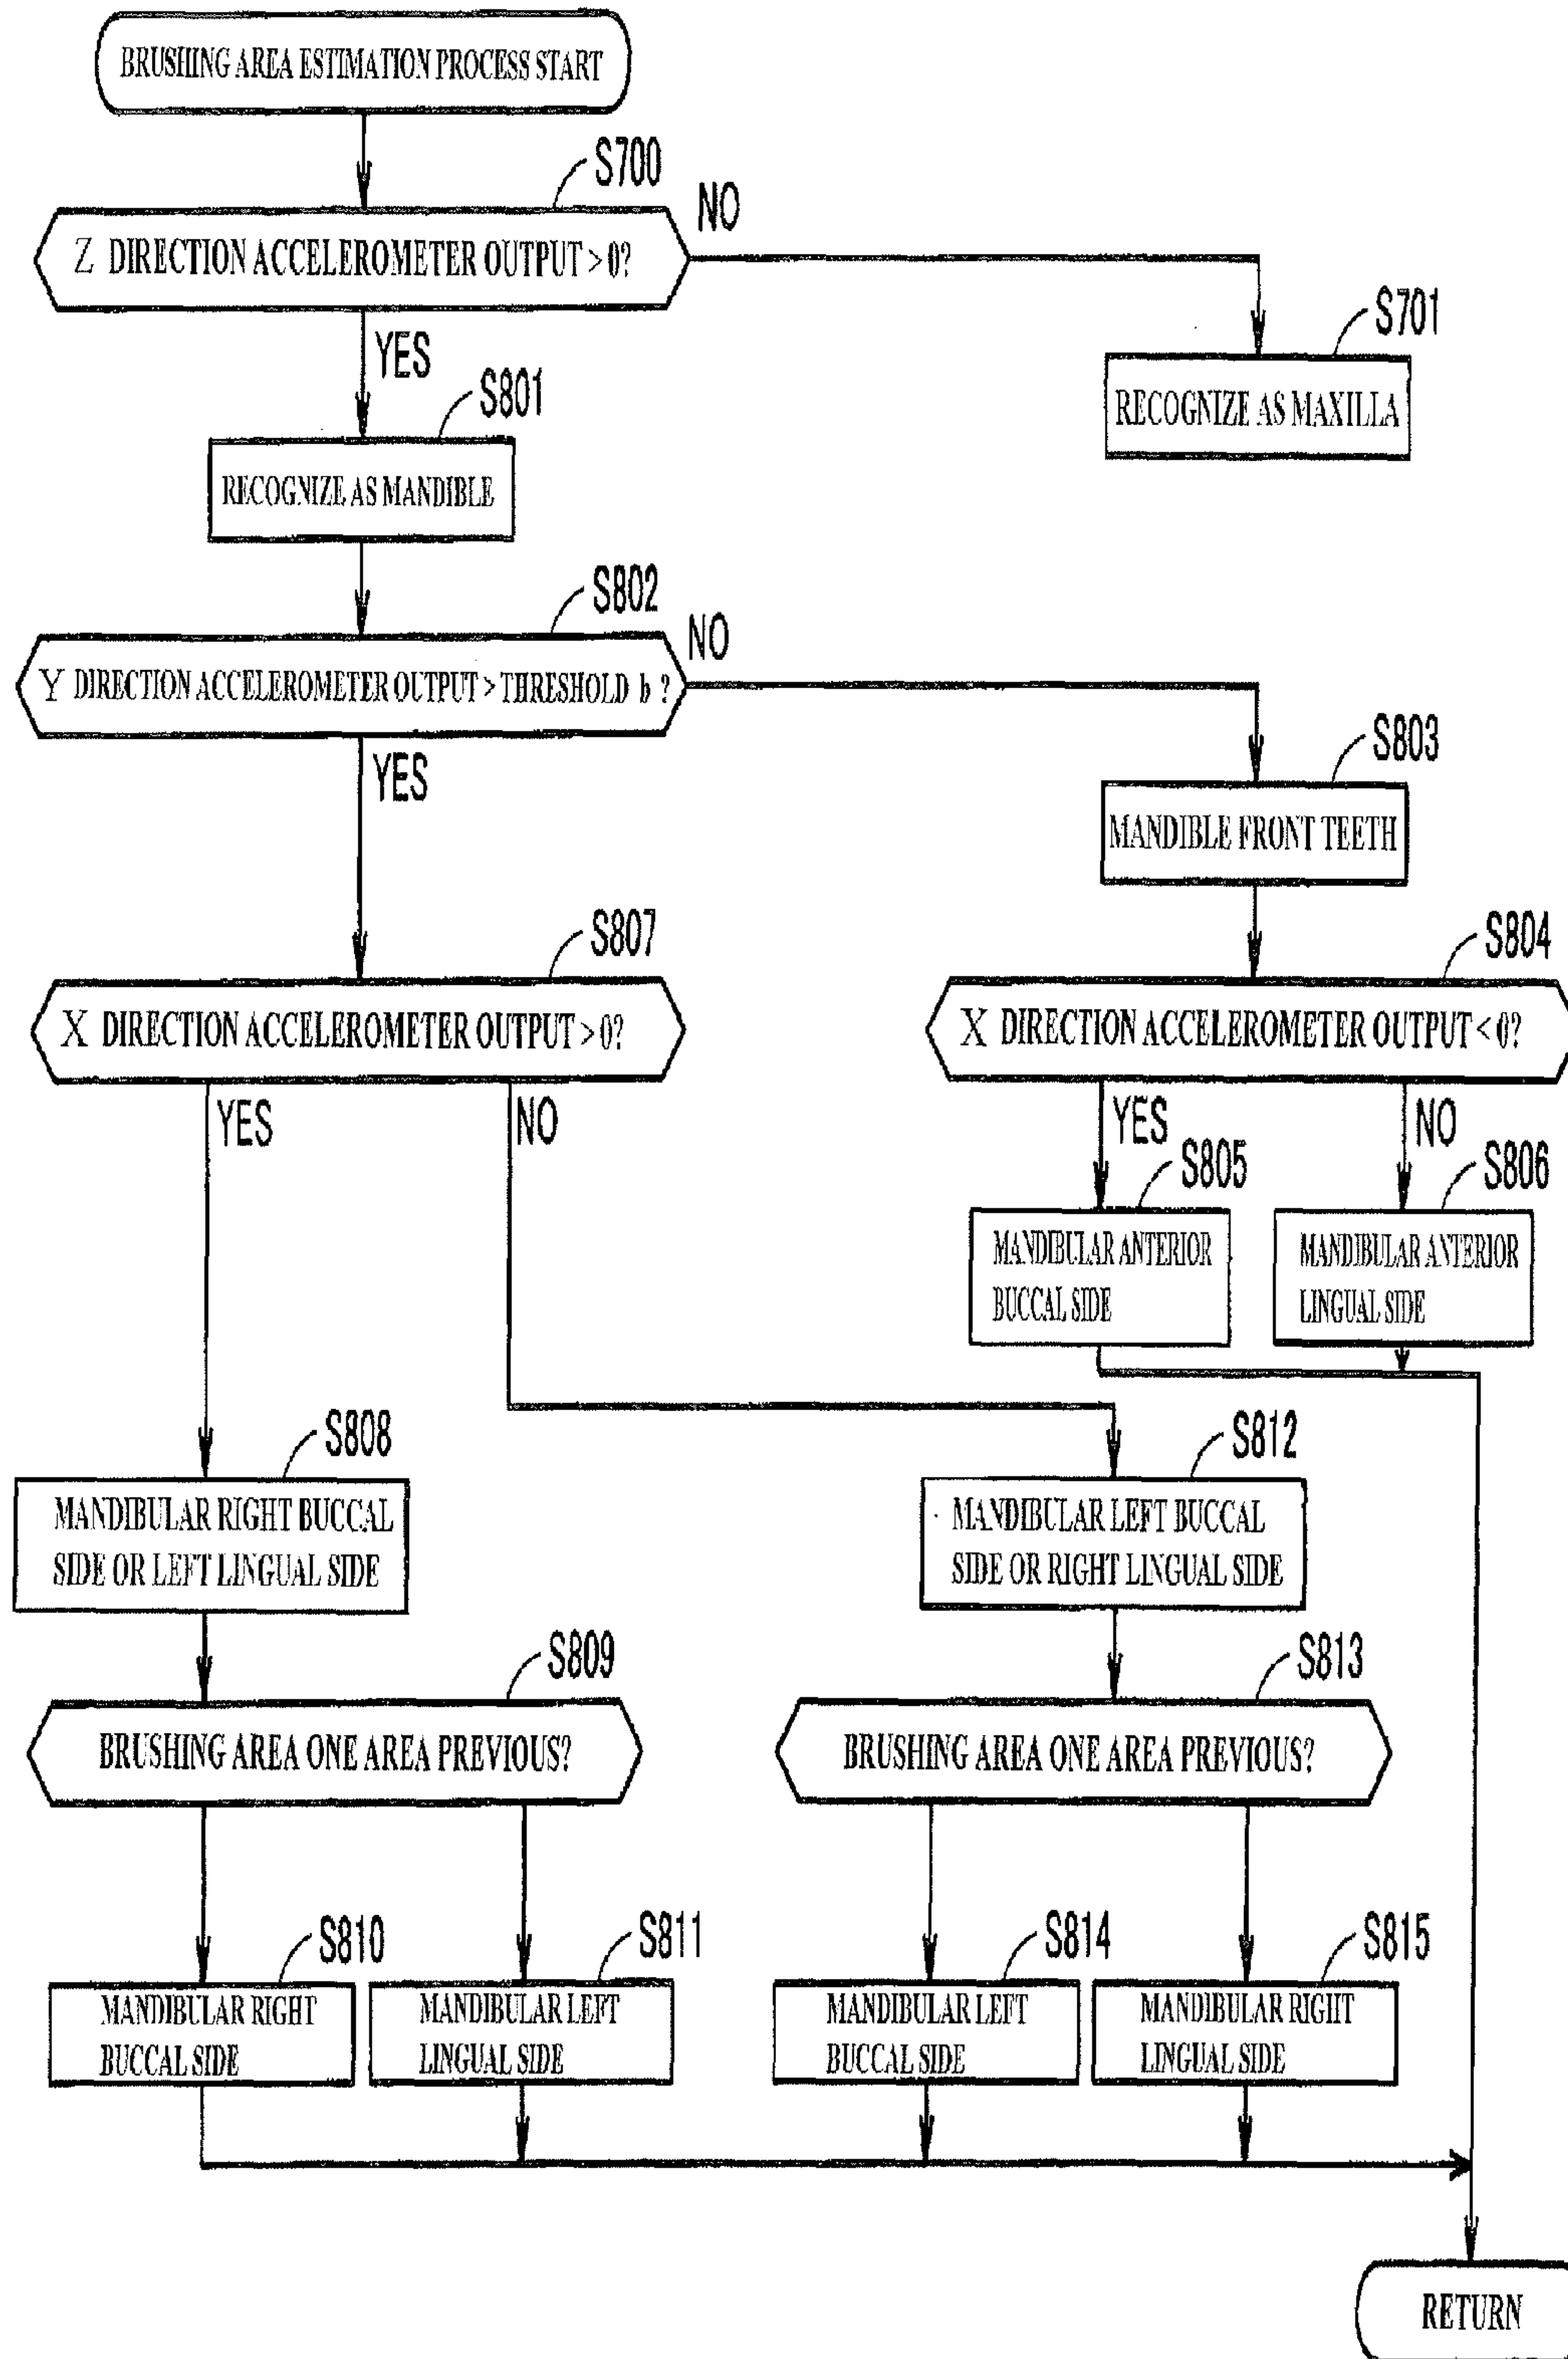 BRUSHING AREA ESTIMATION PROCESS START
S700
Z DIRECTION ACCELEROMETER OUTPUT > 0?
NO
YES
S701
RECOGNIZE AS MAXILLA
S801
RECOGNIZE AS MANDIBLE
S802
Y DIRECTION ACCELEROMETER OUTPUT > THRESHOLD b ?
NO
YES
S803
MANDIBLE FRONT TEETH
S807
X DIRECTION ACCELEROMETER OUTPUT > 0?
YES
NO
S804
X DIRECTION ACCELEROMETER OUTPUT < 0?
YES
NO
S805
MANDIBULAR ANTERIOR
BUCCAL SIDE
S806
MANDIBULAR ANTERIOR
LINGUAL SIDE
S808
MANDIBULAR RIGHT BUCCAL
SIDE OR LEFT LINGUAL SIDE
S812
MANDIBULAR LEFT BUCCAL
SIDE OR RIGHT LINGUAL SIDE
S809
BRUSHING AREA ONE AREA PREVIOUS?
S813
BRUSHING AREA ONE AREA PREVIOUS?
S810
MANDIBULAR RIGHT
BUCCAL SIDE
S811
MANDIBULAR LEFT
LINGUAL SIDE
S814
MANDIBULAR LEFT
BUCCAL SIDE
S815
MANDIBULAR RIGHT
LINGUAL SIDE
RETURN